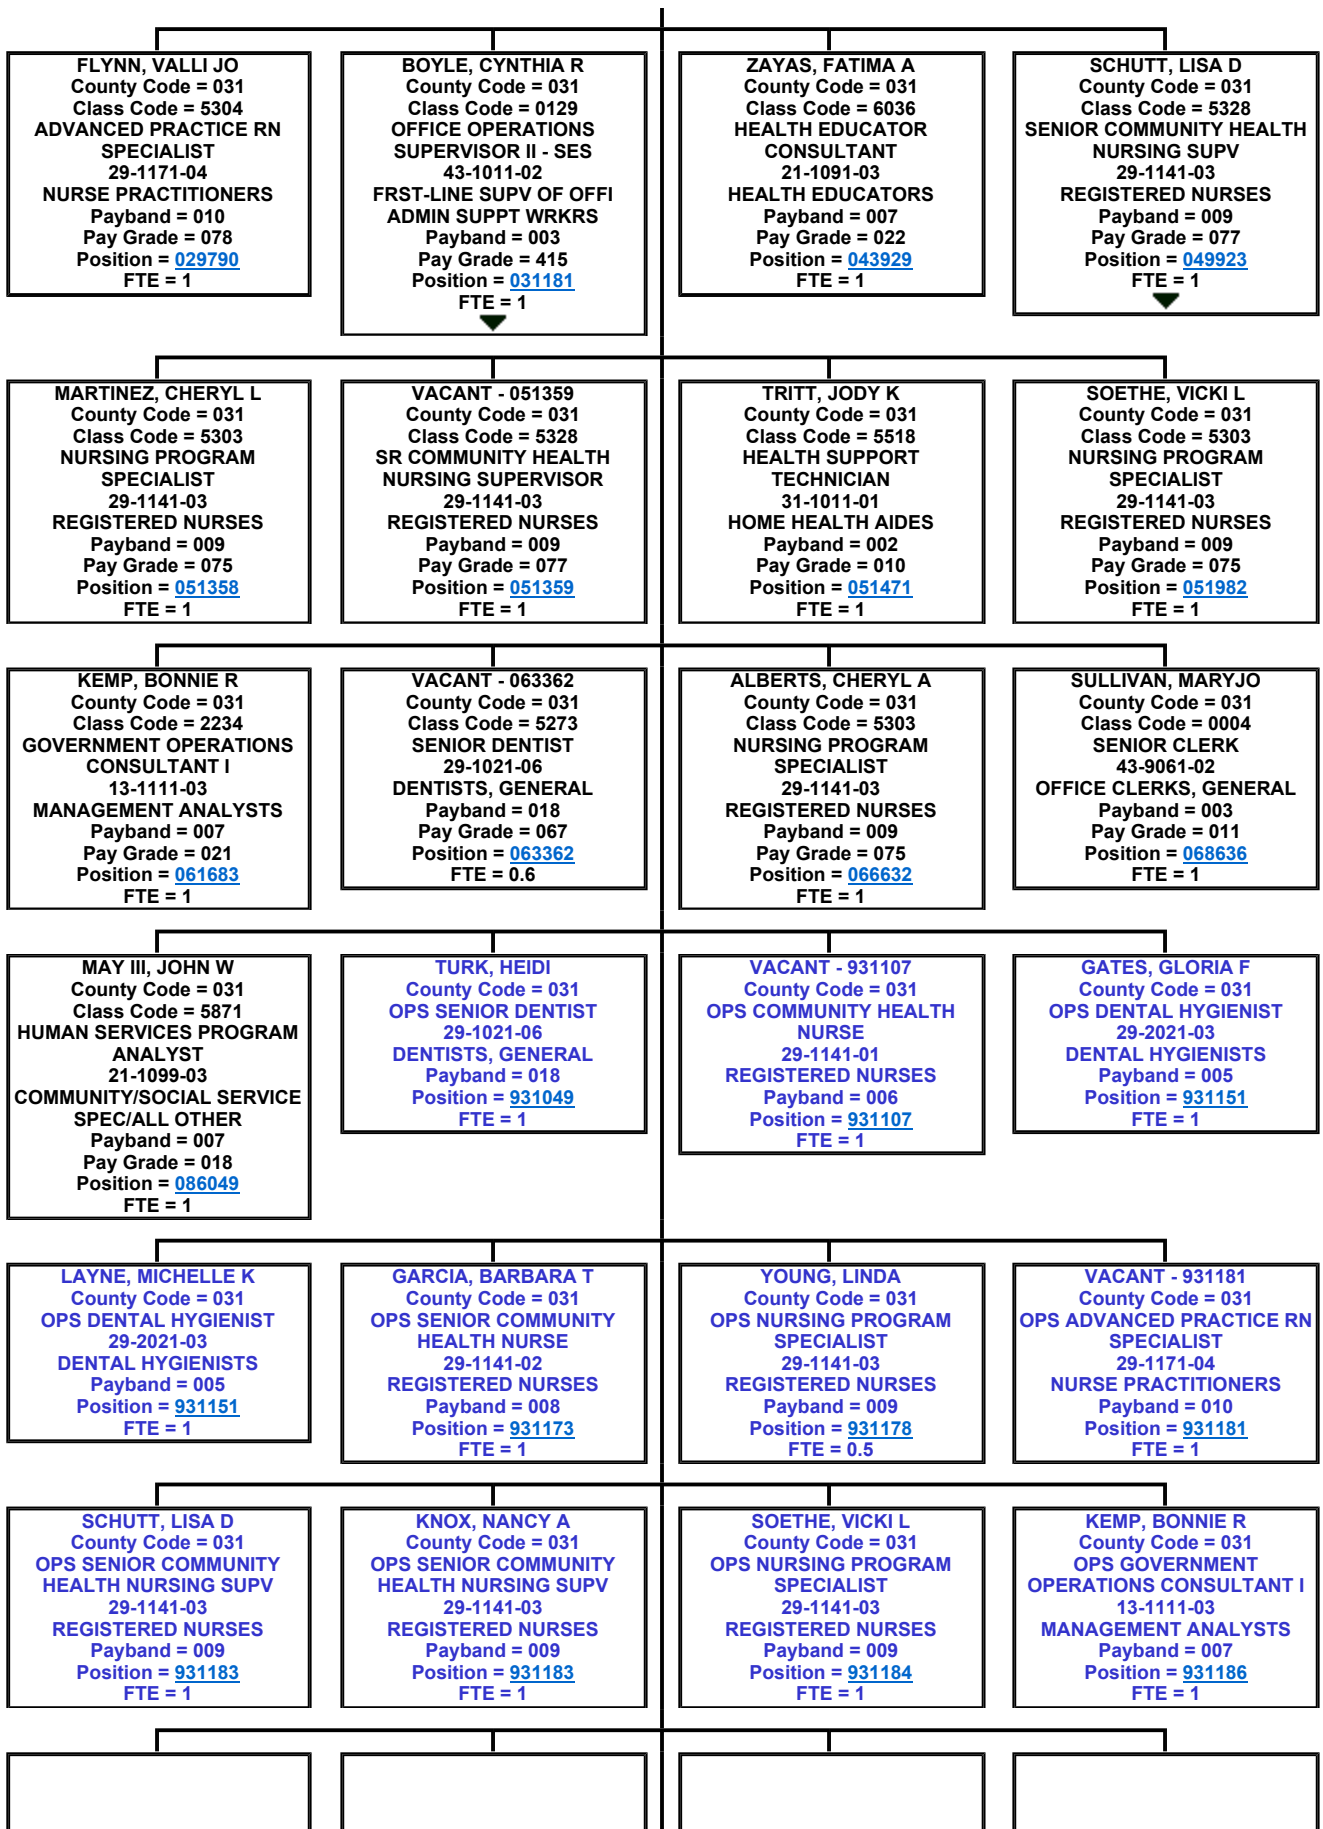 FLYNN, VALLI JO
County Code = 031
Class Code = 5304
ADVANCED PRACTICE RN
SPECIALIST
29-1171-04
NURSE PRACTITIONERS
Payband = 010
Pay Grade = 078
Position = 029790
FTE = 1
BOYLE, CYNTHIA R
County Code = 031
Class Code = 0129
OFFICE OPERATIONS
SUPERVISOR II - SES
43-1011-02
FRST-LINE SUPV OF OFFI
ADMIN SUPPT WRKRS
Payband = 003
Pay Grade = 415
Position = 031181
FTE = 1
ZAYAS, FATIMA A
County Code = 031
Class Code = 6036
HEALTH EDUCATOR
CONSULTANT
21-1091-03
HEALTH EDUCATORS
Payband = 007
Pay Grade = 022
Position = 043929
FTE = 1
SCHUTT, LISA D
County Code = 031
Class Code = 5328
SENIOR COMMUNITY HEALTH
NURSING SUPV
29-1141-03
REGISTERED NURSES
Payband = 009
Pay Grade = 077
Position = 049923
FTE = 1
MARTINEZ, CHERYL L
County Code = 031
Class Code = 5303
NURSING PROGRAM
SPECIALIST
29-1141-03
REGISTERED NURSES
Payband = 009
Pay Grade = 075
Position = 051358
FTE = 1
VACANT - 051359
County Code = 031
Class Code = 5328
SR COMMUNITY HEALTH
NURSING SUPERVISOR
29-1141-03
REGISTERED NURSES
Payband = 009
Pay Grade = 077
Position = 051359
FTE = 1
TRITT, JODY K
County Code = 031
Class Code = 5518
HEALTH SUPPORT
TECHNICIAN
31-1011-01
HOME HEALTH AIDES
Payband = 002
Pay Grade = 010
Position = 051471
FTE = 1
SOETHE, VICKI L
County Code = 031
Class Code = 5303
NURSING PROGRAM
SPECIALIST
29-1141-03
REGISTERED NURSES
Payband = 009
Pay Grade = 075
Position = 051982
FTE = 1
KEMP, BONNIE R
County Code = 031
Class Code = 2234
GOVERNMENT OPERATIONS
CONSULTANT I
13-1111-03
MANAGEMENT ANALYSTS
Payband = 007
Pay Grade = 021
Position = 061683
FTE = 1
VACANT - 063362
County Code = 031
Class Code = 5273
SENIOR DENTIST
29-1021-06
DENTISTS, GENERAL
Payband = 018
Pay Grade = 067
Position = 063362
FTE = 0.6
ALBERTS, CHERYL A
County Code = 031
Class Code = 5303
NURSING PROGRAM
SPECIALIST
29-1141-03
REGISTERED NURSES
Payband = 009
Pay Grade = 075
Position = 066632
FTE = 1
SULLIVAN, MARYJO
County Code = 031
Class Code = 0004
SENIOR CLERK
43-9061-02
OFFICE CLERKS, GENERAL
Payband = 003
Pay Grade = 011
Position = 068636
FTE = 1
MAY III, JOHN W
County Code = 031
Class Code = 5871
HUMAN SERVICES PROGRAM
ANALYST
21-1099-03
COMMUNITY/SOCIAL SERVICE
SPEC/ALL OTHER
Payband = 007
Pay Grade = 018
Position = 086049
FTE = 1
TURK, HEIDI
County Code = 031
OPS SENIOR DENTIST
29-1021-06
DENTISTS, GENERAL
Payband = 018
Position = 931049
FTE = 1
VACANT - 931107
County Code = 031
OPS COMMUNITY HEALTH
NURSE
29-1141-01
REGISTERED NURSES
Payband = 006
Position = 931107
FTE = 1
GATES, GLORIA F
County Code = 031
OPS DENTAL HYGIENIST
29-2021-03
DENTAL HYGIENISTS
Payband = 005
Position = 931151
FTE = 1
LAYNE, MICHELLE K
County Code = 031
OPS DENTAL HYGIENIST
29-2021-03
DENTAL HYGIENISTS
Payband = 005
Position = 931151
FTE = 1
GARCIA, BARBARA T
County Code = 031
OPS SENIOR COMMUNITY
HEALTH NURSE
29-1141-02
REGISTERED NURSES
Payband = 008
Position = 931173
FTE = 1
YOUNG, LINDA
County Code = 031
OPS NURSING PROGRAM
SPECIALIST
29-1141-03
REGISTERED NURSES
Payband = 009
Position = 931178
FTE = 0.5
VACANT - 931181
County Code = 031
OPS ADVANCED PRACTICE RN
SPECIALIST
29-1171-04
NURSE PRACTITIONERS
Payband = 010
Position = 931181
FTE = 1
SCHUTT, LISA D
County Code = 031
OPS SENIOR COMMUNITY
HEALTH NURSING SUPV
29-1141-03
REGISTERED NURSES
Payband = 009
Position = 931183
FTE = 1
KNOX, NANCY A
County Code = 031
OPS SENIOR COMMUNITY
HEALTH NURSING SUPV
29-1141-03
REGISTERED NURSES
Payband = 009
Position = 931183
FTE = 1
SOETHE, VICKI L
County Code = 031
OPS NURSING PROGRAM
SPECIALIST
29-1141-03
REGISTERED NURSES
Payband = 009
Position = 931184
FTE = 1
KEMP, BONNIE R
County Code = 031
OPS GOVERNMENT
OPERATIONS CONSULTANT I
13-1111-03
MANAGEMENT ANALYSTS
Payband = 007
Position = 931186
FTE = 1